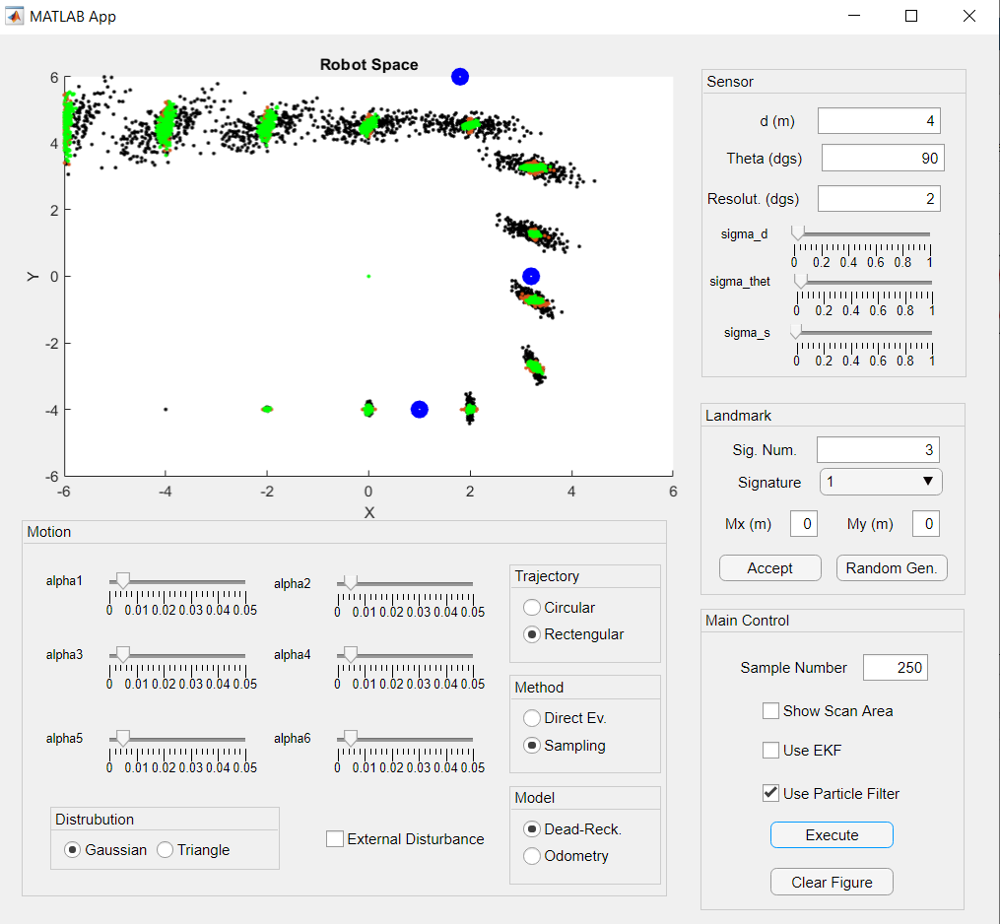 MATLAB App
Robot Space
6
4
2
0
-2
-4
-6
Y
-6 -4 -2 0 2 4 6
X
Sensor
d (m) 4
Theta (dgs) 90
Resolut. (dgs) 2
sigma_d
0 0.2 0.4 0.6 0.8 1
sigma_thet
0 0.2 0.4 0.6 0.8 1
sigma_s
0 0.2 0.4 0.6 0.8 1
Landmark
Sig. Num. 3
Signature 1
Mx (m) 0 My (m) 0
Accept Random Gen.
Motion
alpha1
0 0.01 0.02 0.03 0.04 0.05
alpha2
0 0.01 0.02 0.03 0.04 0.05
alpha3
0 0.01 0.02 0.03 0.04 0.05
alpha4
0 0.01 0.02 0.03 0.04 0.05
alpha5
0 0.01 0.02 0.03 0.04 0.05
alpha6
0 0.01 0.02 0.03 0.04 0.05
Distrubution
Gaussian Triangle
External Disturbance
Trajectory
Circular
Rectengular
Method
Direct Ev.
Sampling
Model
Dead-Reck.
Odometry
Main Control
Sample Number 250
Show Scan Area
Use EKF
Use Particle Filter
Execute
Clear Figure